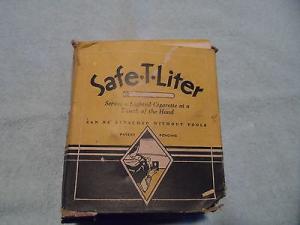 Safe-T-Liter
Serves a Lighted Cigarette at a
Touch of the Hand
CAN BE ATTACHED WITHOUT TOOLS
PATENT PENDING